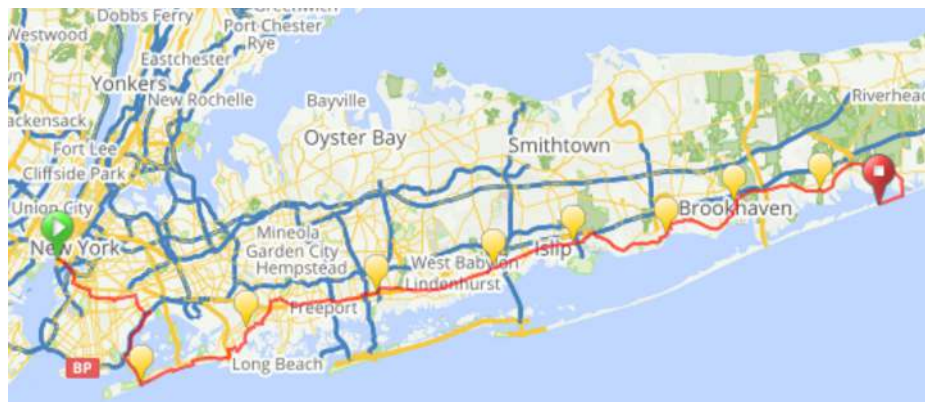 Dobbs Ferry
Greenwich
Port Chester
Westwood
Rye
Eastchester
Yonkers
New Rochelle
Bayville
Riverhead
ackensack
Oyster Bay
Smithtown
Fort Lee
Cliffside Park
Union City
Brookhaven
New York
Mineola
Garden City
Islip
Hempstead
West Babylon
Lindenhurst
Freeport
Long Beach
BP